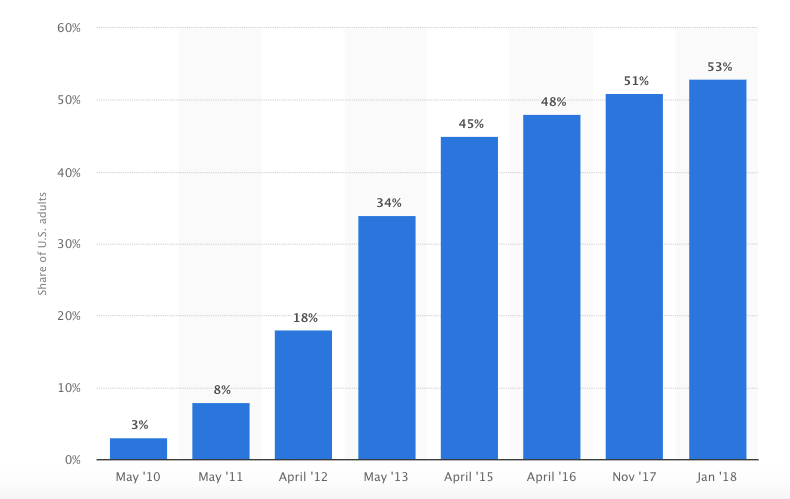 60%
50%
40%
30%
20%
10%
0%
Share of U.S. adults
3%
8%
18%
34%
45%
48%
51%
53%
May '10
May '11
April '12
May '13
April '15
April '16
Nov '17
Jan '18